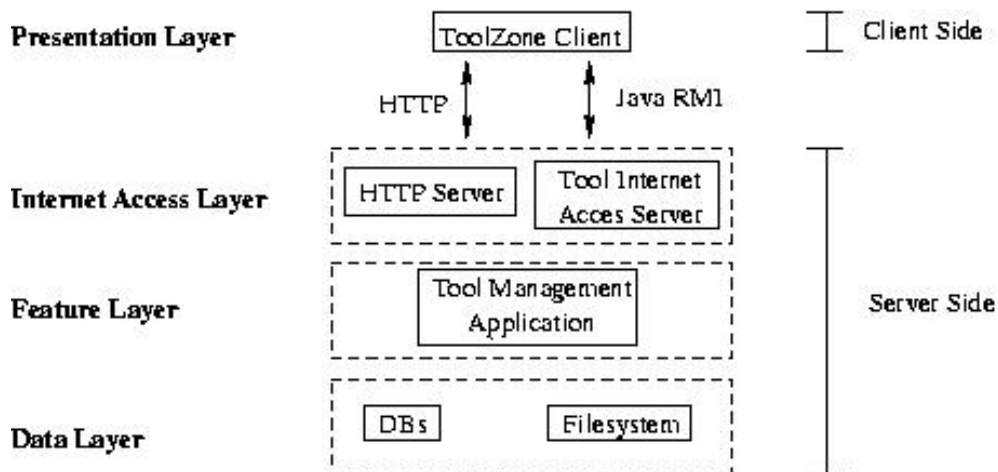 Presentation Layer
ToolZone Client
Client Side
HTTP
Java RMI
Internet Access Layer
HTTP Server
Tool Internet
Acces Server
Feature Layer
Tool Management
Application
Server Side
Data Layer
DBs
Filesystem